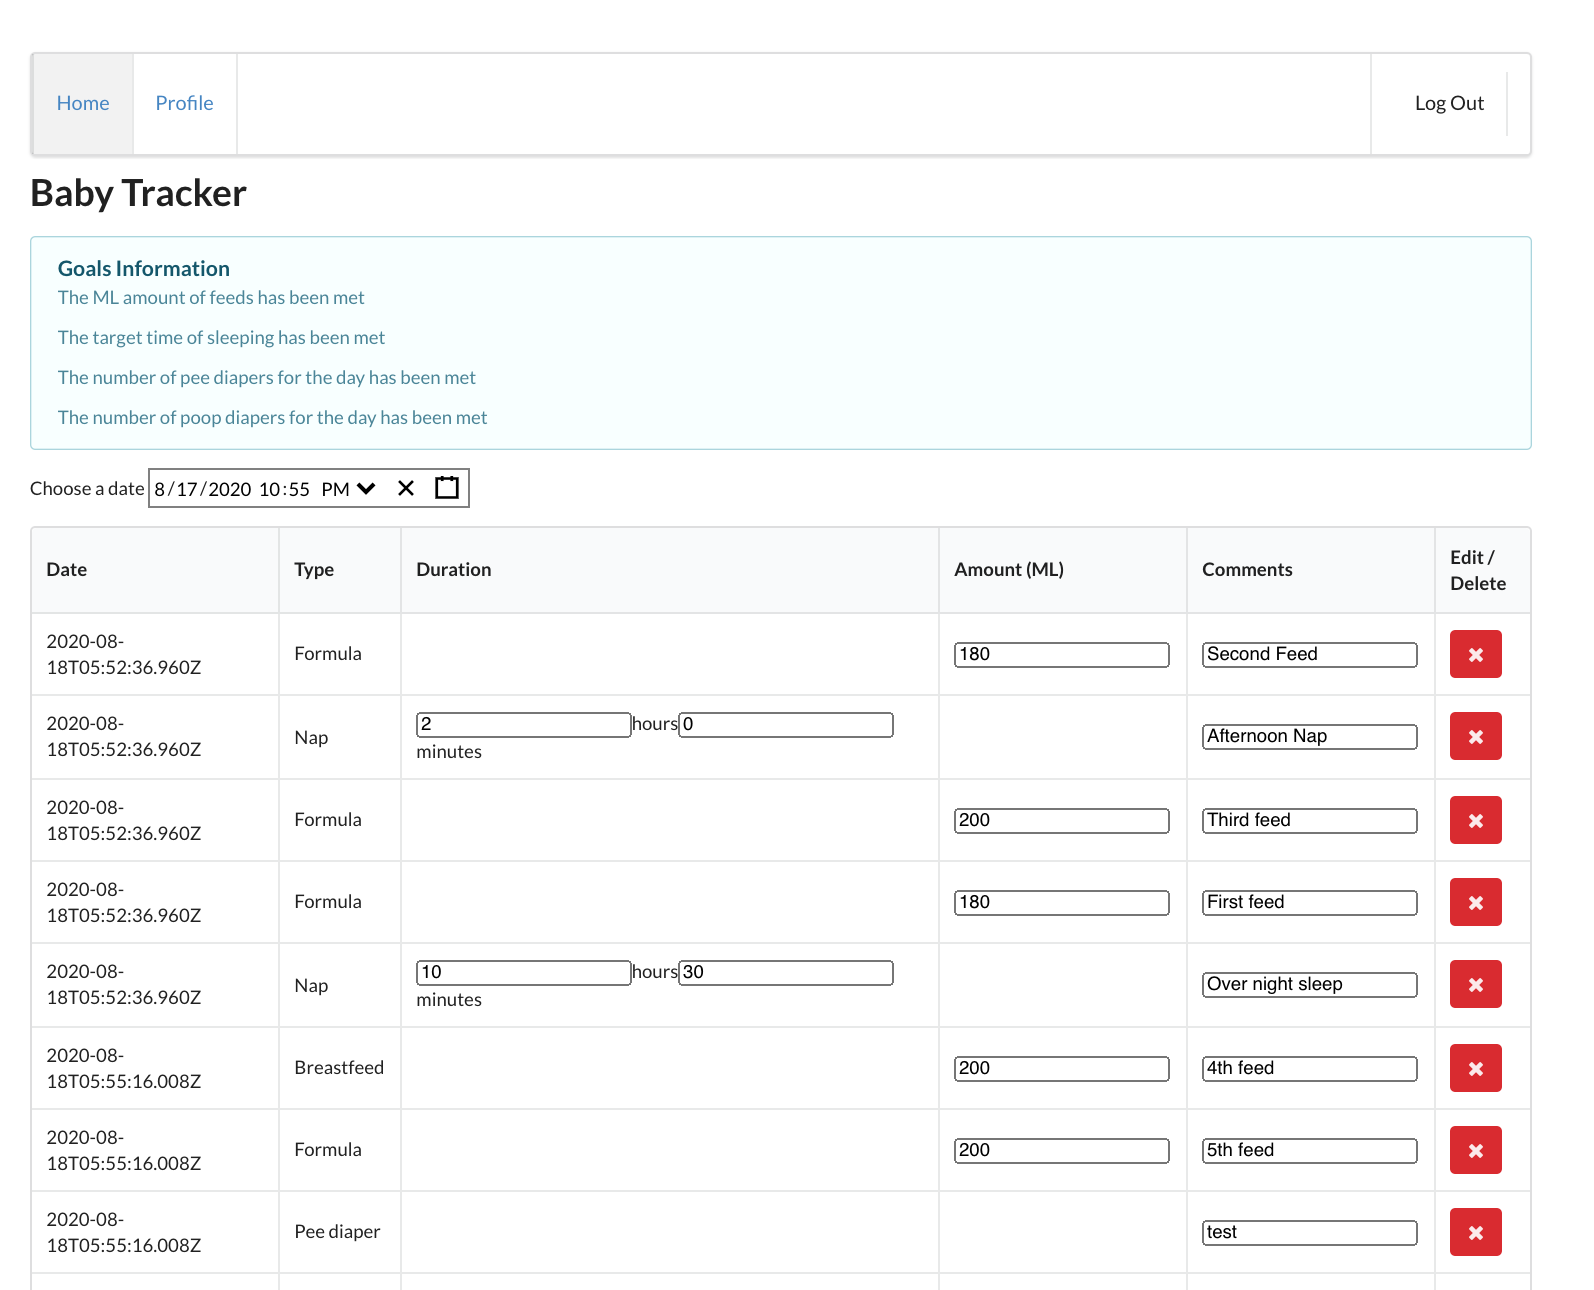 Home Profile Log Out
Baby Tracker
Goals Information
The ML amount of feeds has been met
The target time of sleeping has been met
The number of pee diapers for the day has been met
The number of poop diapers for the day has been met
Choose a date 8/17/2020 10:55 PM
Date Type Duration Amount (ML) Comments Edit /
Delete
2020-08-
18T05:52:36.960Z Formula 180 Second Feed
2020-08-
18T05:52:36.960Z Nap 2 hours 0
minutes Afternoon Nap
2020-08-
18T05:52:36.960Z Formula 200 Third feed
2020-08-
18T05:52:36.960Z Formula 180 First feed
2020-08-
18T05:52:36.960Z Nap 10 hours 30
minutes Over night sleep
2020-08-
18T05:55:16.008Z Breastfeed 200 4th feed
2020-08-
18T05:55:16.008Z Formula 200 5th feed
2020-08-
18T05:55:16.008Z Pee diaper test